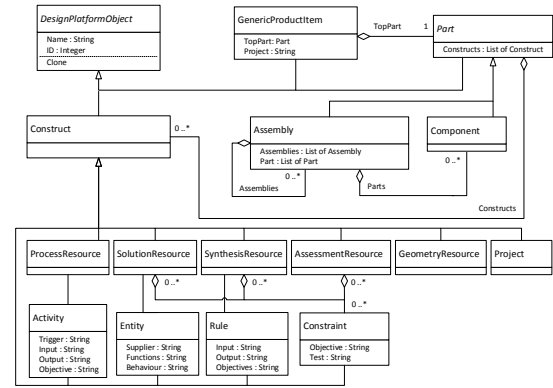 DesignPlatformObject
Name : String
ID : Integer
Clone
GenericProductItem
TopPart: Part
Project : String
TopPart 1
Part
Constructs : List of Construct
Construct
0 ..*
Assembly
Assemblies : List of Assembly
Part : List of Part
0 ..*
Assemblies
Parts
Component
0 ..*
Constructs
ProcessResource
SolutionResource
SynthesisResource
AssessmentResource
GeometryResource
Project
0 ..*
0 ..*
0 ..*
0 ..*
Activity
Trigger : String
Input : String
Output : String
Objective : String
Entity
Supplier : String
Functions : String
Behaviour : String
Rule
Input : String
Output : String
Objectives : String
Constraint
Objective : String
Test : String